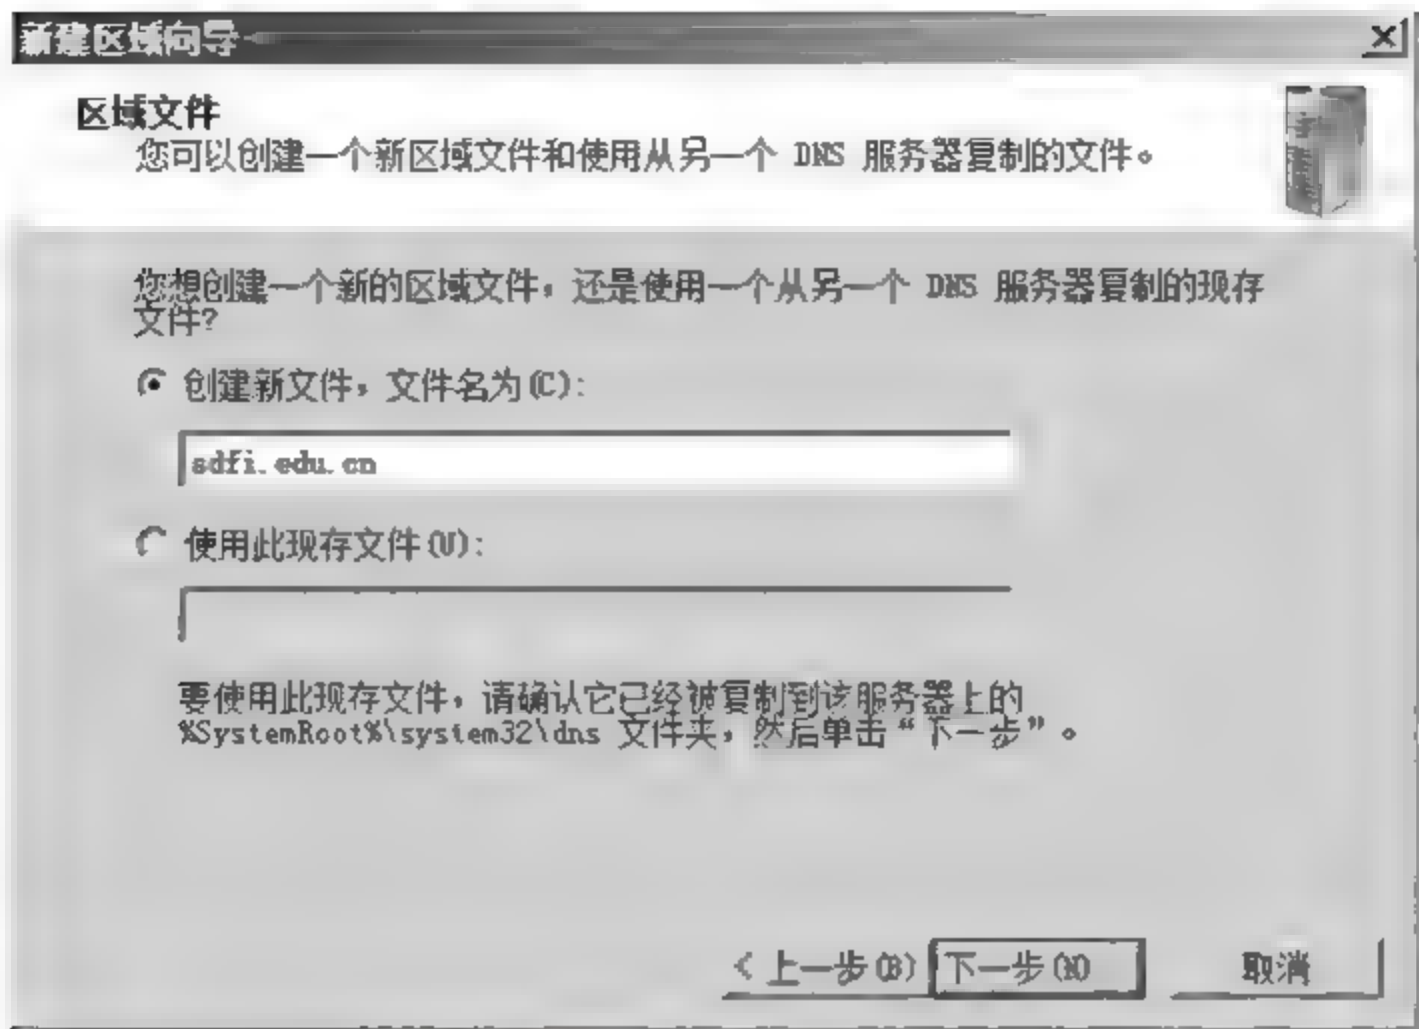 新建区域向导
区域文件
您可以创建一个新区域文件和使用从另一个 DNS 服务器复制的文件。
您想创建一个新的区域文件，还是使用一个从另一个 DNS 服务器复制的现存
文件?
创建新文件，文件名为(C):
sdfi.edu.cn
使用此现存文件(U):
要使用此现存文件，请确认它已经被复制到该服务器上的
%SystemRoot%\system32\dns 文件夹，然后单击“下一步”。
< 上一步(B) 下一步(N) 取消